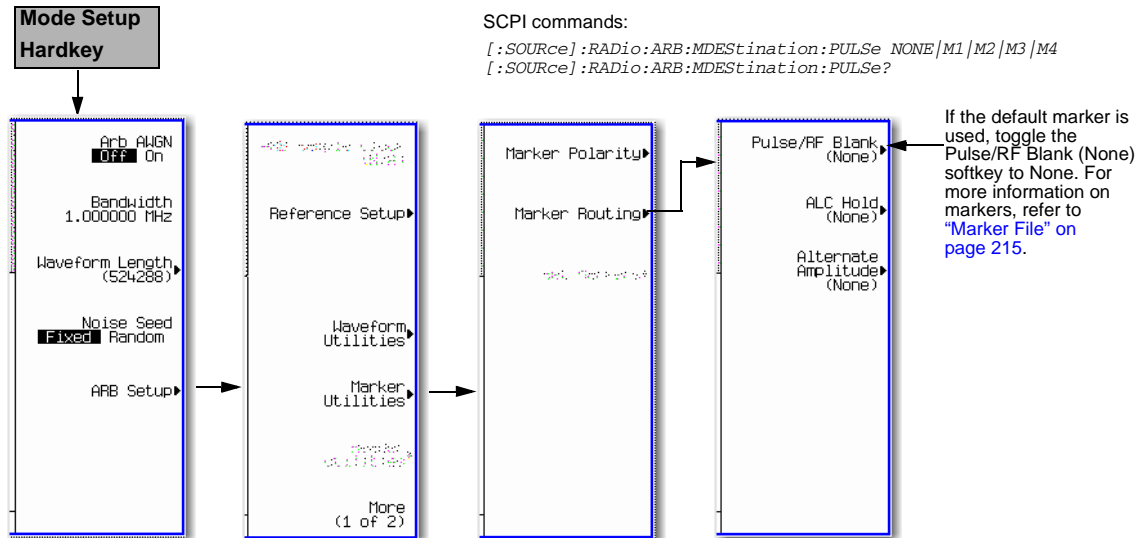 Mode Setup
Hardkey
SCPI commands:
[:SOURce]:RADio:ARB:MDEStination:PULSe NONE|M1|M2|M3|M4
[:SOURce]:RADio:ARB:MDEStination:PULSe?
Arb AWGN
Off On
Bandwidth
1.000000 MHz
Waveform Length
(524288)
Noise Seed
Fixed Random
ARB Setup
Reference Setup
Waveform
Utilities
Marker
Utilities
More
(1 of 2)
Marker Polarity
Marker Routing
Pulse/RF Blank
(None)
ALC Hold
(None)
Alternate
Amplitude
(None)
If the default marker is
used, toggle the
Pulse/RF Blank (None)
softkey to None. For
more information on
markers, refer to
“Marker File” on
page 215.